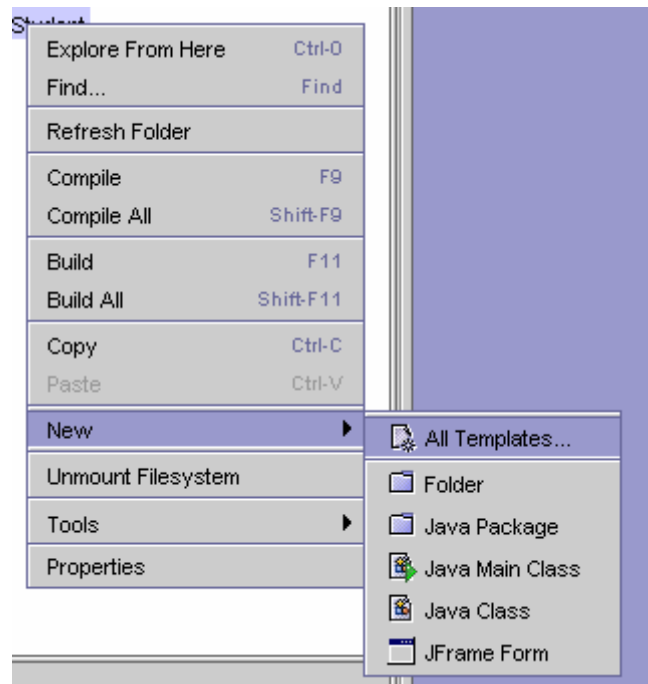 Student
Explore From Here Ctrl-O
Find... Find
Refresh Folder
Compile F9
Compile All Shift-F9
Build F11
Build All Shift-F11
Copy Ctrl-C
Paste Ctrl-V
New
Unmount Filesystem
Tools
Properties
All Templates...
Folder
Java Package
Java Main Class
Java Class
JFrame Form